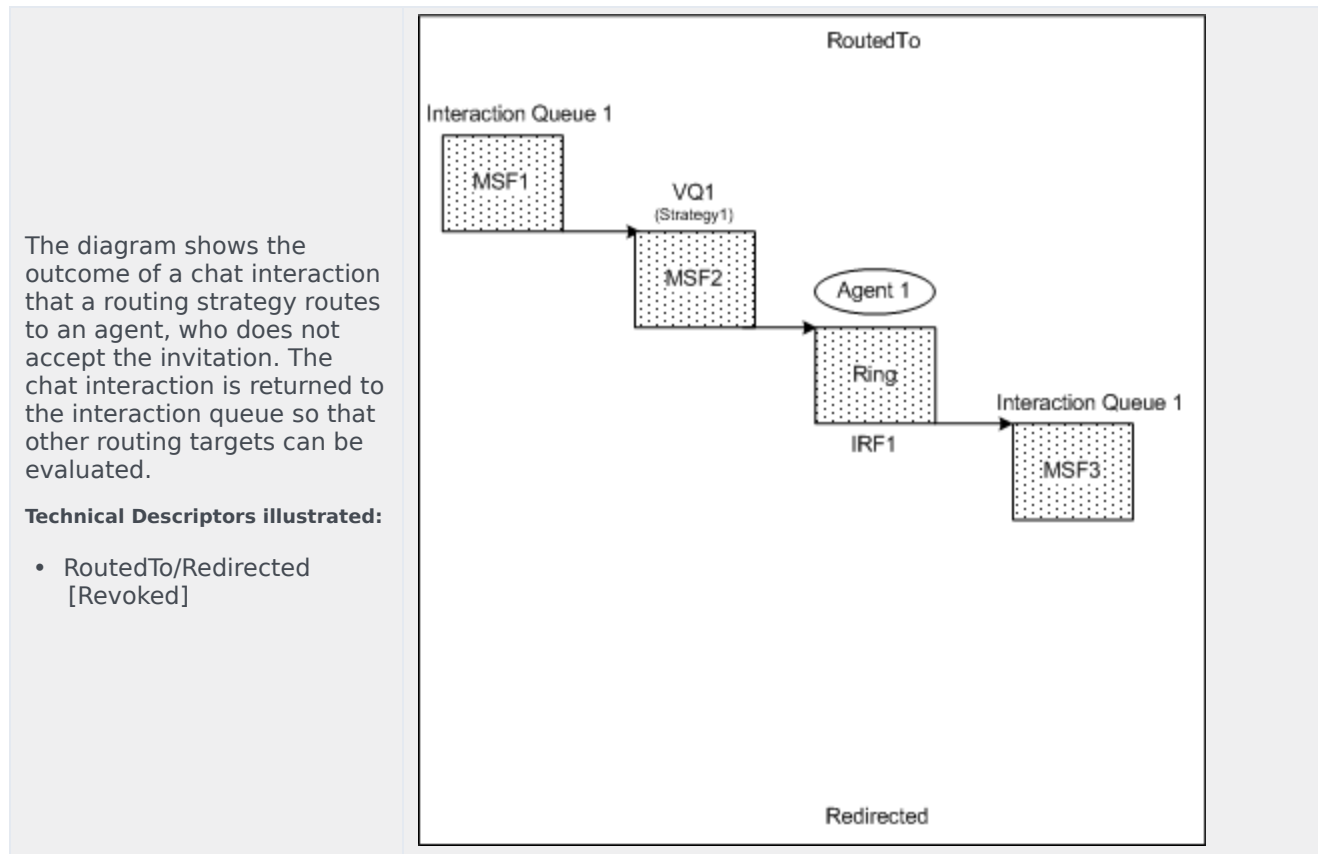 The diagram shows the
outcome of a chat interaction
that a routing strategy routes
to an agent, who does not
accept the invitation. The
chat interaction is returned to
the interaction queue so that
other routing targets can be
evaluated.
Technical Descriptors illustrated:
• RoutedTo/Redirected
[Revoked]
RoutedTo
Interaction Queue 1
MSF1
VQ1
(Strategy1)
MSF2
Agent 1
Ring
IRF1
Interaction Queue 1
MSF3
Redirected